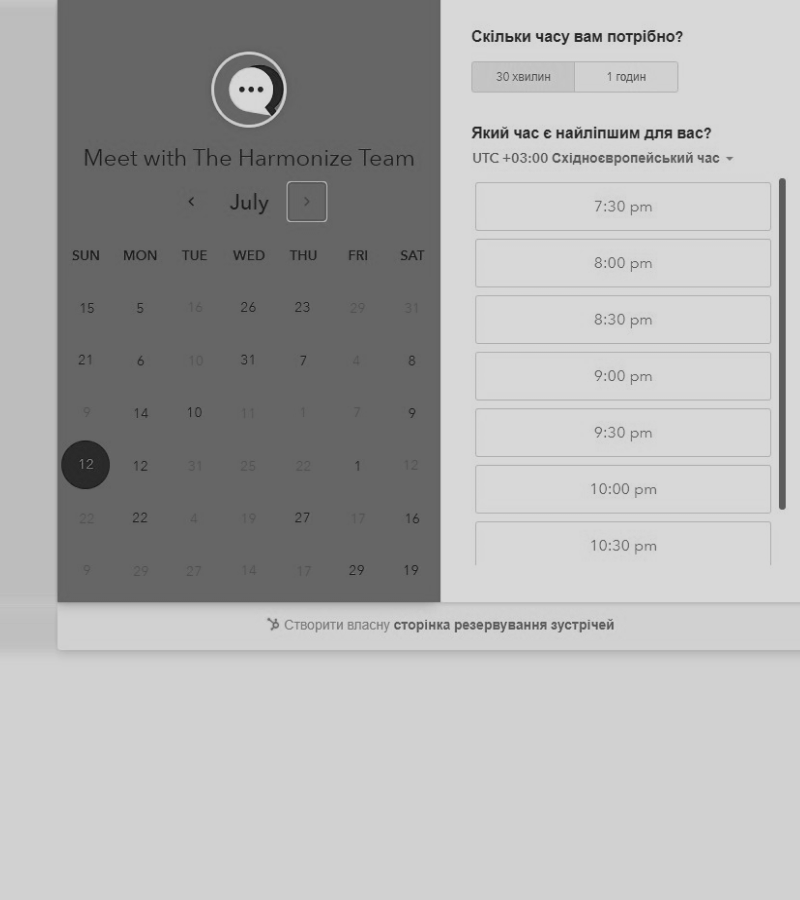 Meet with The Harmonize Team
July
SUN MON TUE WED THU FRI SAT
15 5 16 26 23 29 31
21 6 10 31 7 4 8
9 14 10 11 1 7 9
12 12 31 25 22 1 12
22 22 4 19 27 17 16
9 29 27 14 17 29 19
Скільки часу вам потрібно?
30 хвилин 1 годин
Який час є найліпшим для вас?
UTC +03:00 Східноєвропейський час
7:30 pm
8:00 pm
8:30 pm
9:00 pm
9:30 pm
10:00 pm
10:30 pm
Створити власну сторінка резервування зустрічей